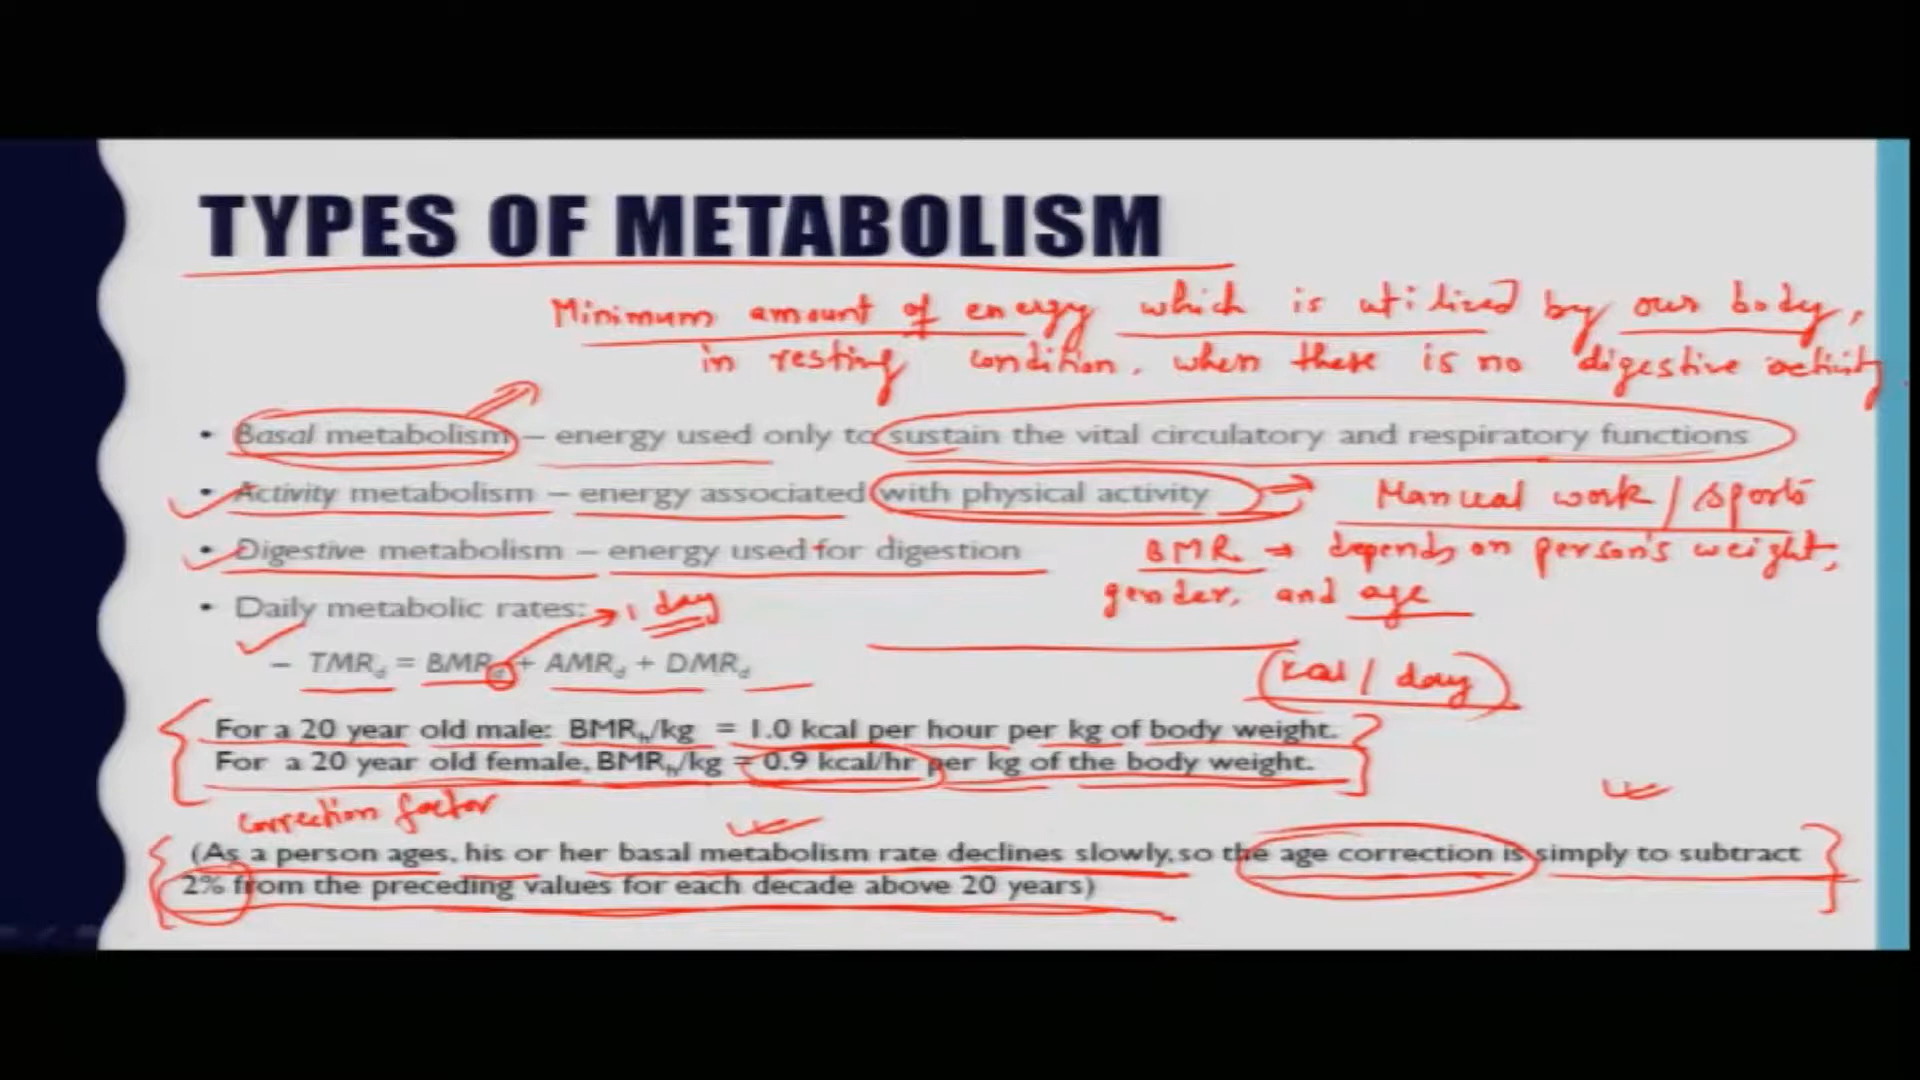 TYPES OF METABOLISM
Minimum amount of energy which is utilized by our body,
in resting condition, when there is no digestive activity.
• Basal metabolism – energy used only to sustain the vital circulatory and respiratory functions
• Activity metabolism – energy associated with physical activity → Manual work / sports
• Digestive metabolism – energy used for digestion
BMR → depends on person's weight,
gender, and age
• Daily metabolic rates: → 1 day
– TMRd = BMRd + AMRd + DMRd
(kcal / day)
For a 20 year old male: BMRh/kg = 1.0 kcal per hour per kg of body weight.
For a 20 year old female, BMRh/kg = 0.9 kcal/hr per kg of the body weight.
correction factor
(As a person ages, his or her basal metabolism rate declines slowly, so the age correction is simply to subtract
2% from the preceding values for each decade above 20 years)